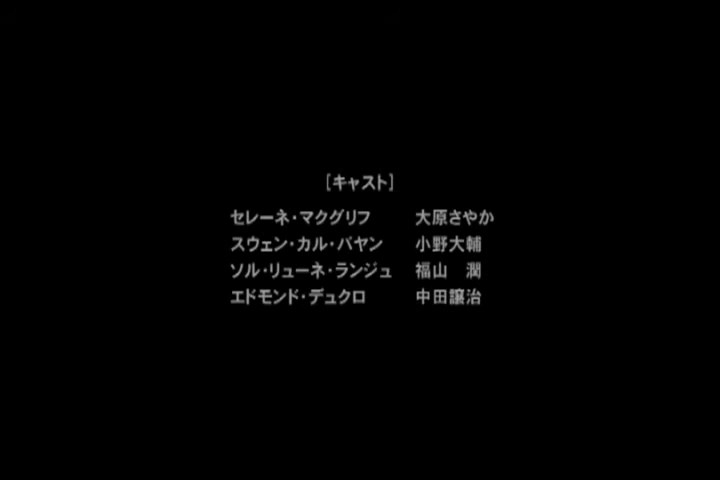 [キャスト]
セレーネ・マクグリフ 大原さやか
スウェン・カル・バヤン 小野大輔
ソル・リューネ・ランジュ 福山　潤
エドモンド・デュクロ 中田譲治